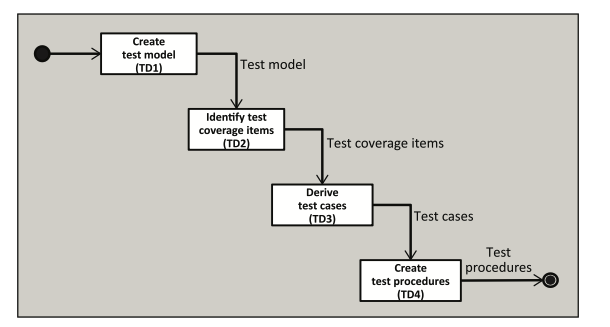 Create
test model
(TD1)
Test model
Identify test
coverage items
(TD2)
Test coverage items
Derive
test cases
(TD3)
Test cases
Create
test procedures
(TD4)
Test
procedures